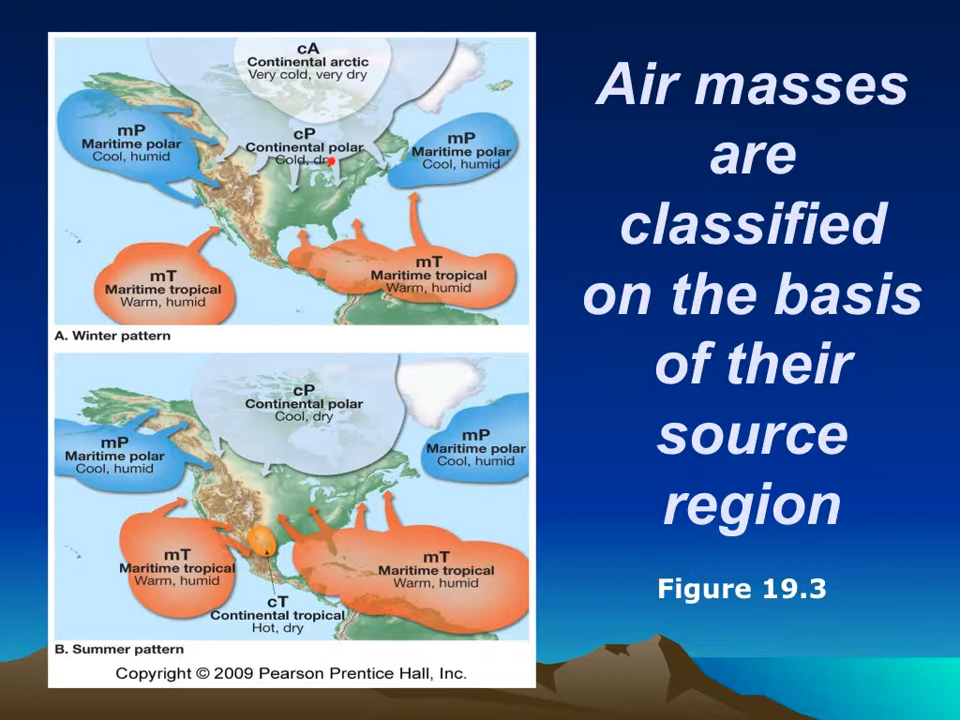 cA
Continental arctic
Very cold, very dry
mP
Maritime polar
Cool, humid
cP
Continental polar
Cold, dry
mP
Maritime polar
Cool, humid
mT
Maritime tropical
Warm, humid
mT
Maritime tropical
Warm, humid
A. Winter pattern
cP
Continental polar
Cool, dry
mP
Maritime polar
Cool, humid
mP
Maritime polar
Cool, humid
mT
Maritime tropical
Warm, humid
mT
Maritime tropical
Warm, humid
cT
Continental tropical
Hot, dry
B. Summer pattern
Copyright © 2009 Pearson Prentice Hall, Inc.
Air masses
are
classified
on the basis
of their
source
region
Figure 19.3